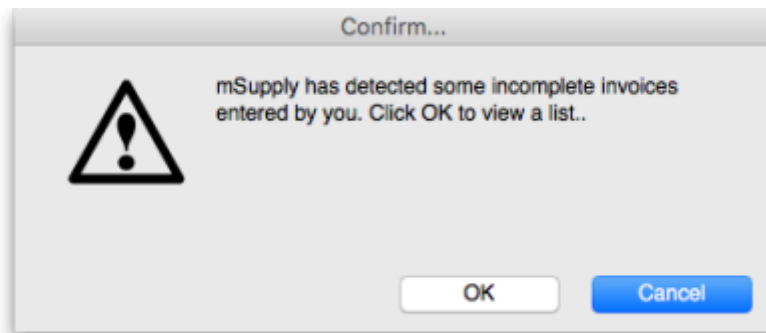 Confirm...
mSupply has detected some incomplete invoices
entered by you. Click OK to view a list..
OK
Cancel